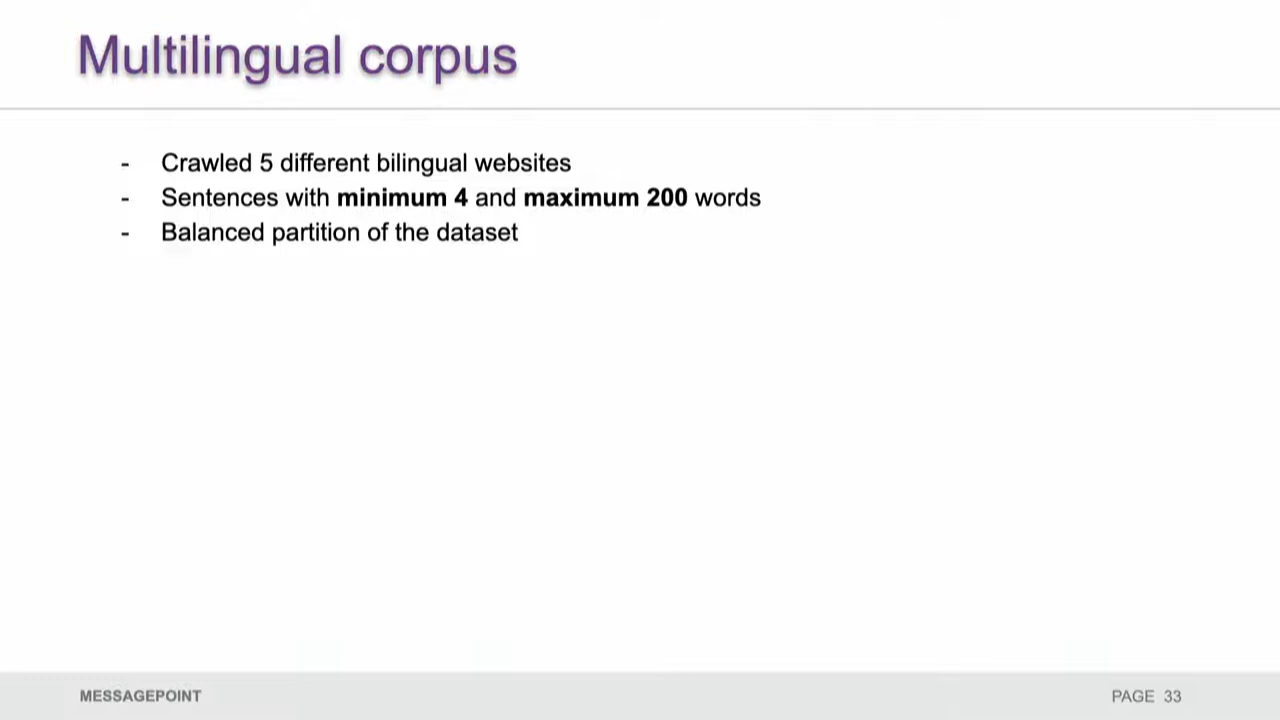 Multilingual corpus
- Crawled 5 different bilingual websites
- Sentences with minimum 4 and maximum 200 words
- Balanced partition of the dataset
MESSAGEPOINT
PAGE 33